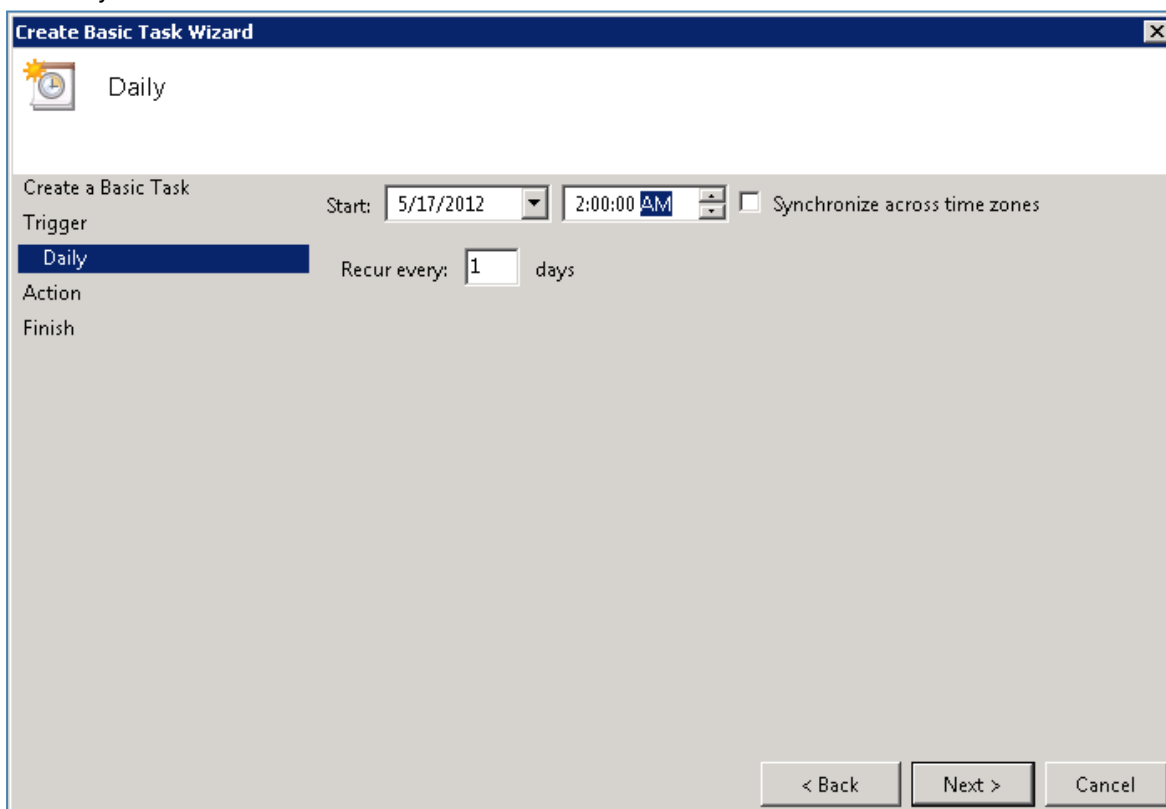 Create Basic Task Wizard
Daily
Create a Basic Task
Trigger
Daily
Action
Finish
Start: 5/17/2012 2:00:00 AM Synchronize across time zones
Recur every: 1 days
< Back Next > Cancel